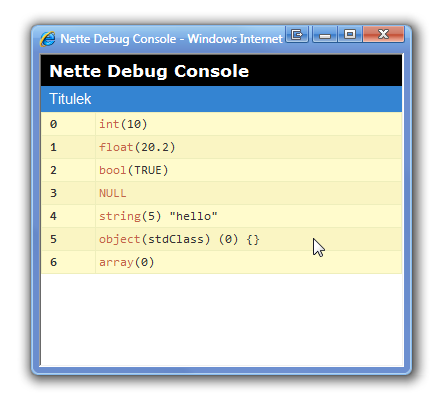 Nette Debug Console - Windows Internet
Nette Debug Console
Titulek
0 int(10)
1 float(20.2)
2 bool(TRUE)
3 NULL
4 string(5) "hello"
5 object(stdClass) (0) {}
6 array(0)